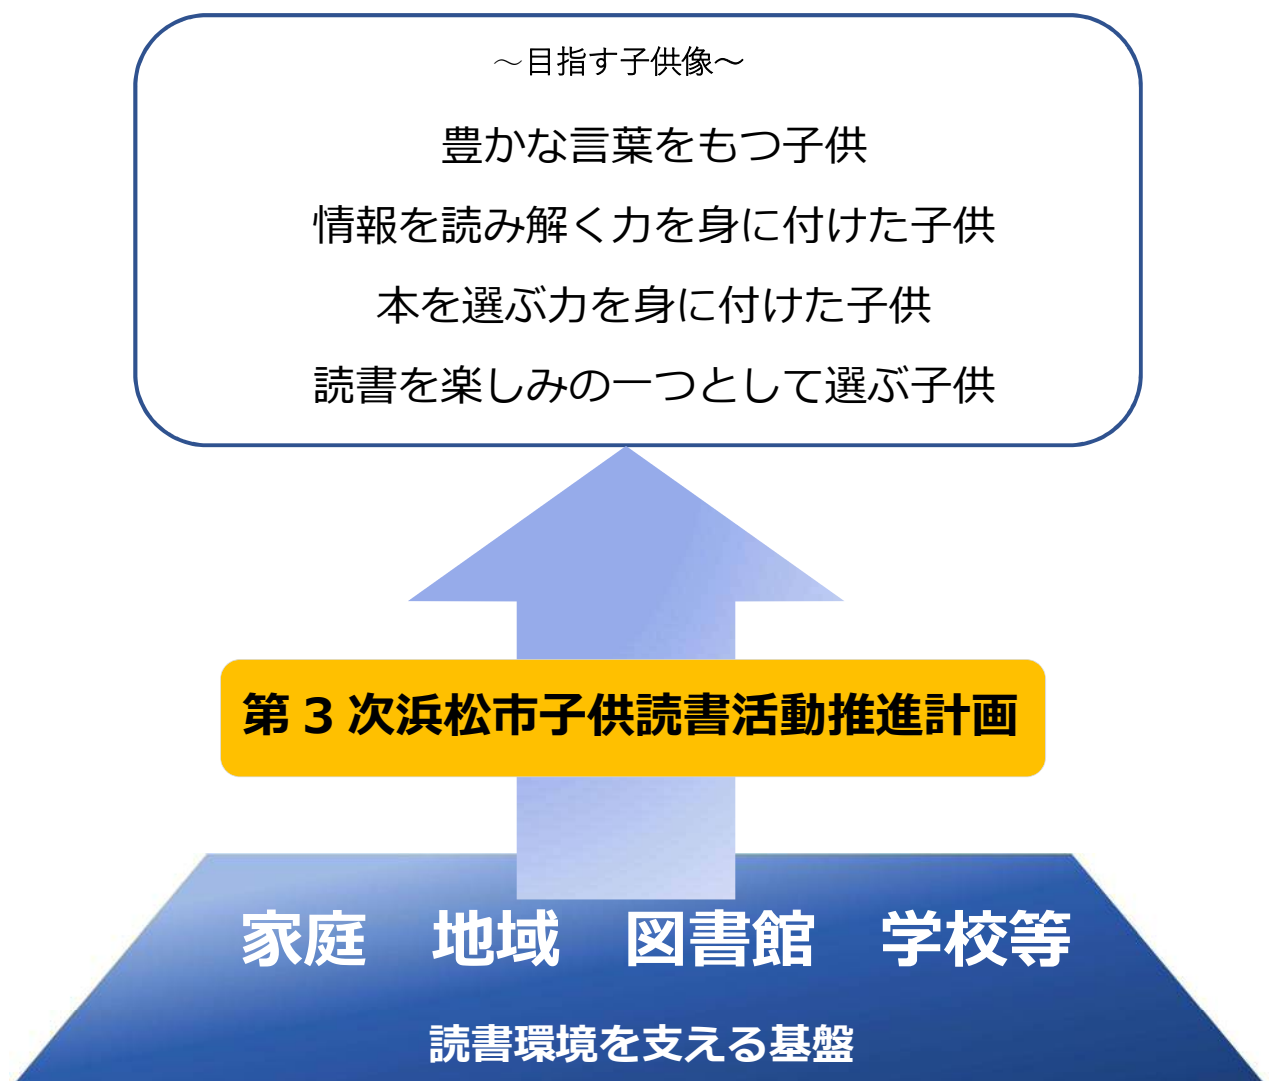 ～目指す子供像～
豊かな言葉をもつ子供
情報を読み解く力を身に付けた子供
本を選ぶ力を身に付けた子供
読書を楽しみの一つとして選ぶ子供
第３次浜松市子供読書活動推進計画
家庭　地域　図書館　学校等
読書環境を支える基盤